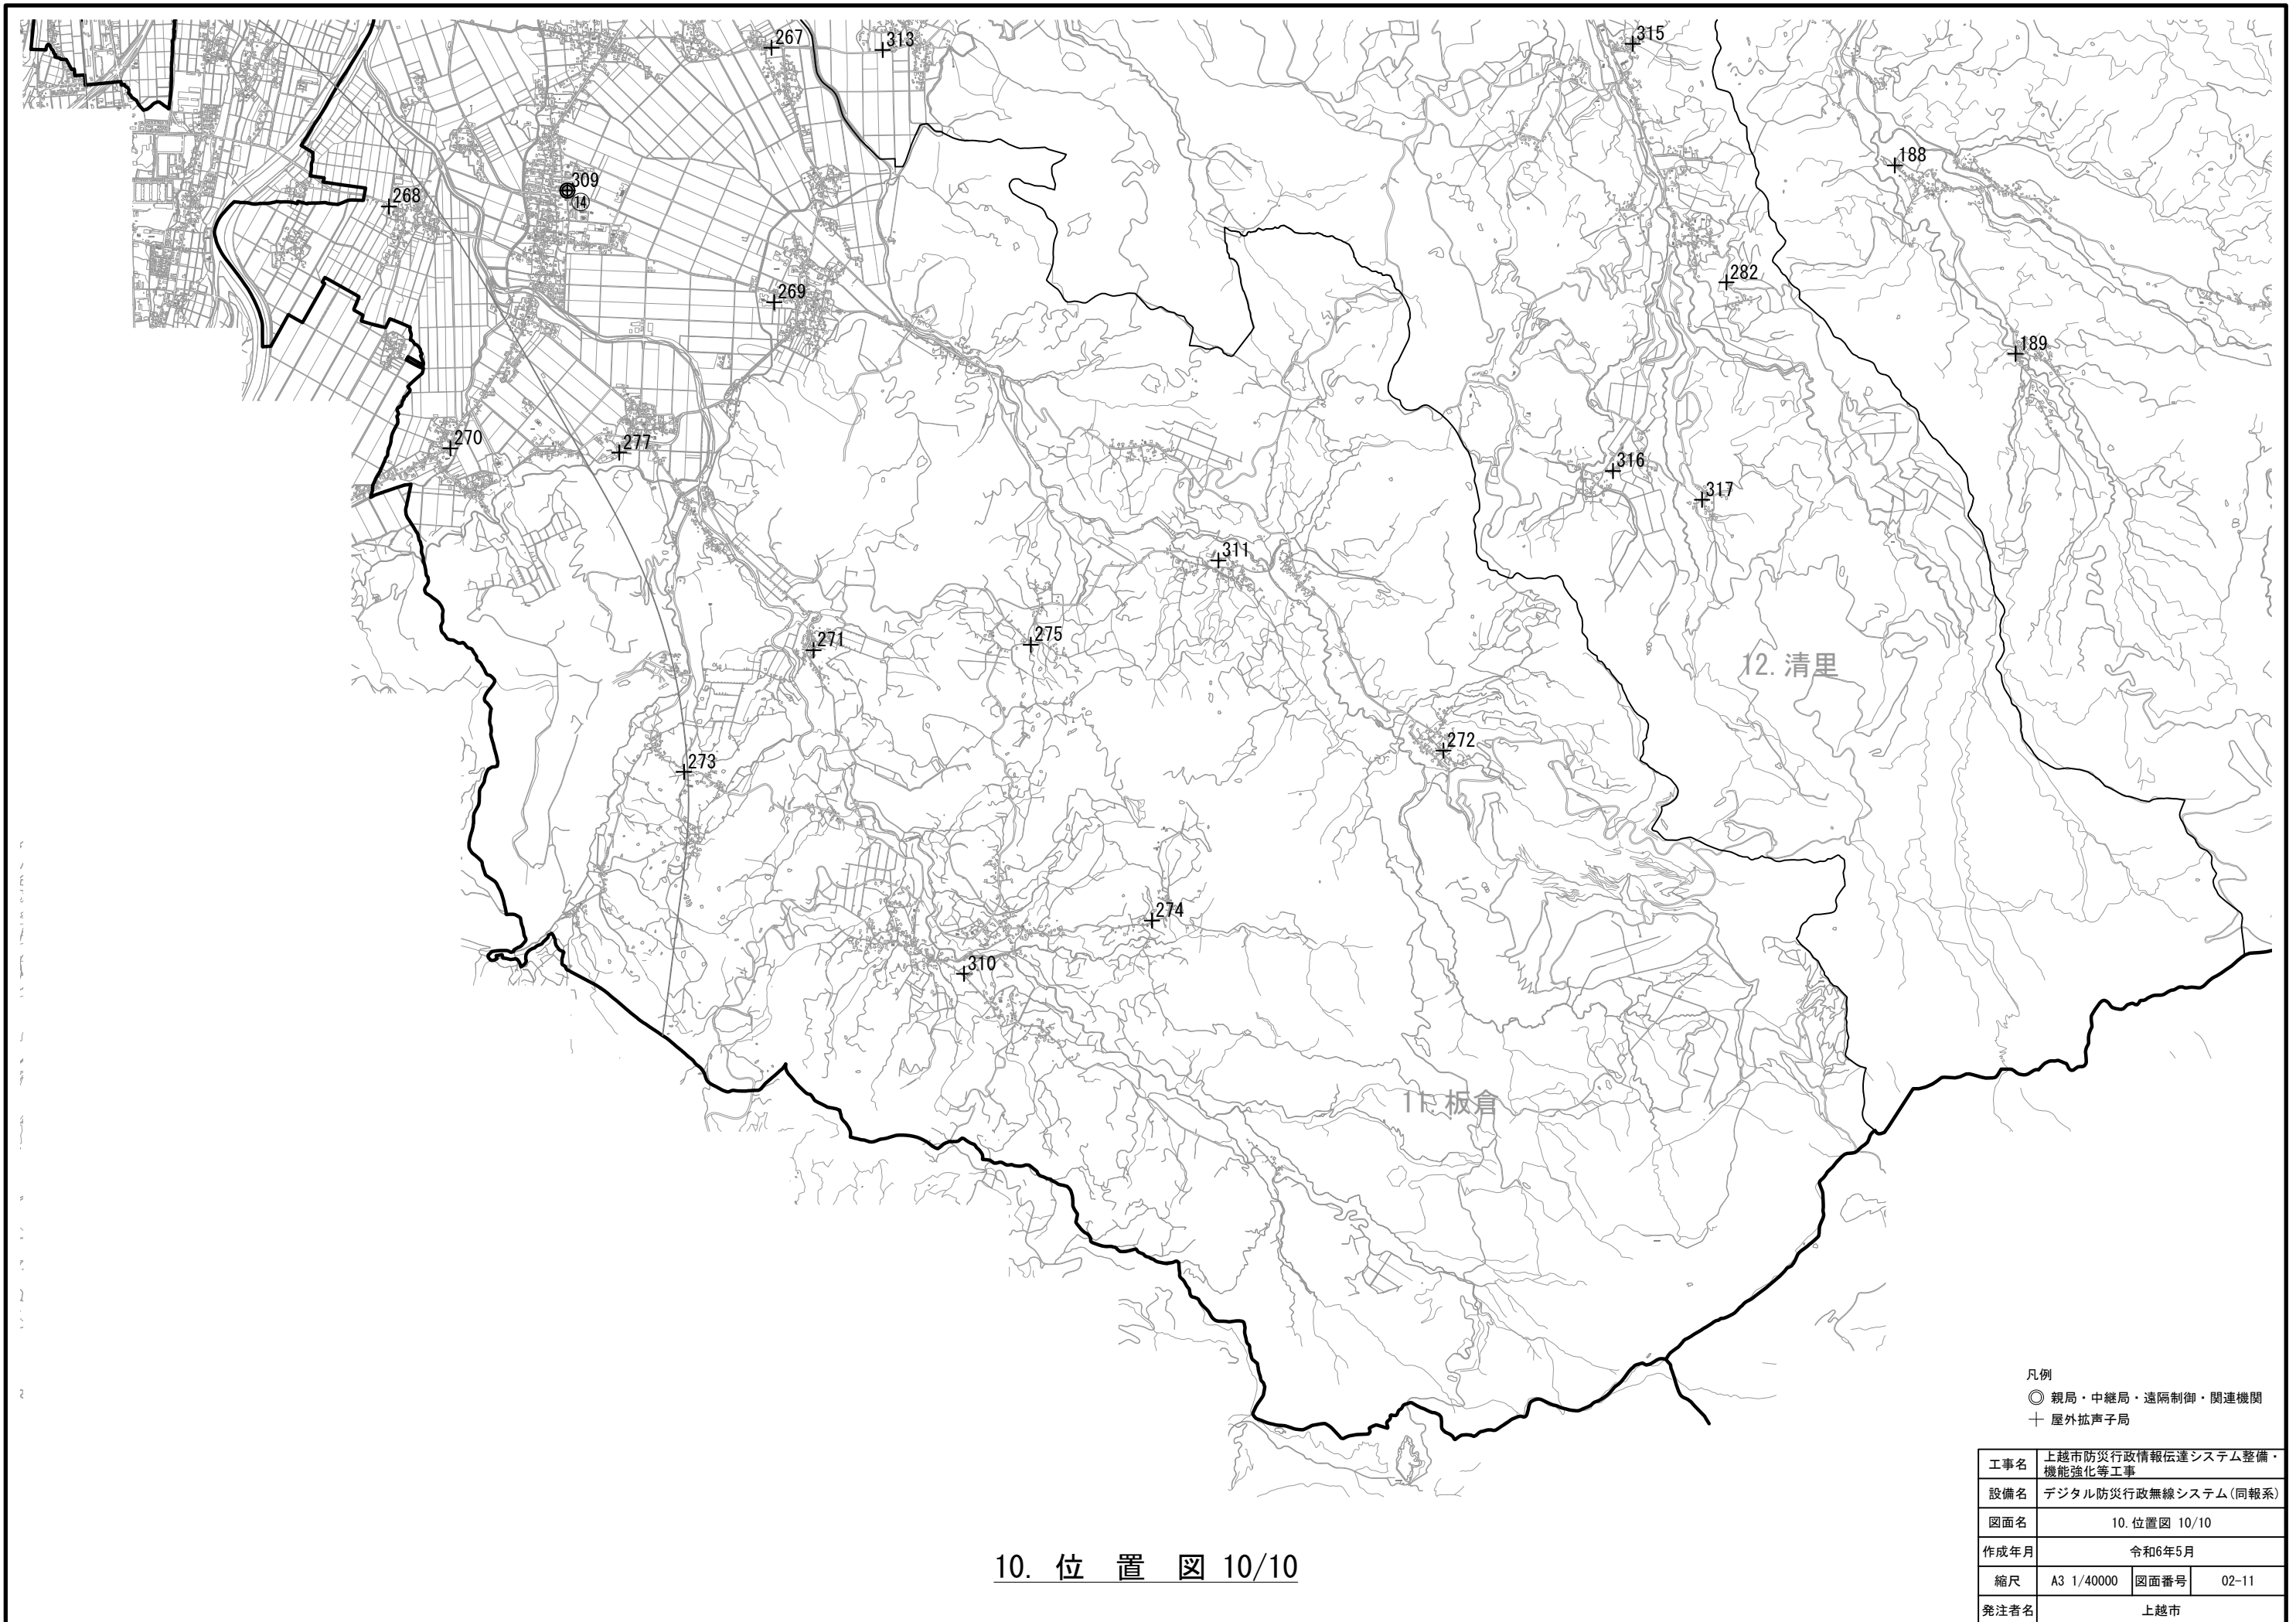 267
313
315
188
309
⑭
268
282
269
189
270
277
316
317
311
271
275
12.清里
272
273
274
310
11.板倉
凡例
◎ 親局・中継局・遠隔制御・関連機関
＋ 屋外拡声子局
工事名 上越市防災行政情報伝達システム整備・
機能強化等工事
設備名 デジタル防災行政無線システム(同報系)
図面名 10.位置図 10/10
作成年月 令和6年5月
縮尺 A3 1/40000 図面番号 02-11
発注者名 上越市
10. 位 置 図 10/10